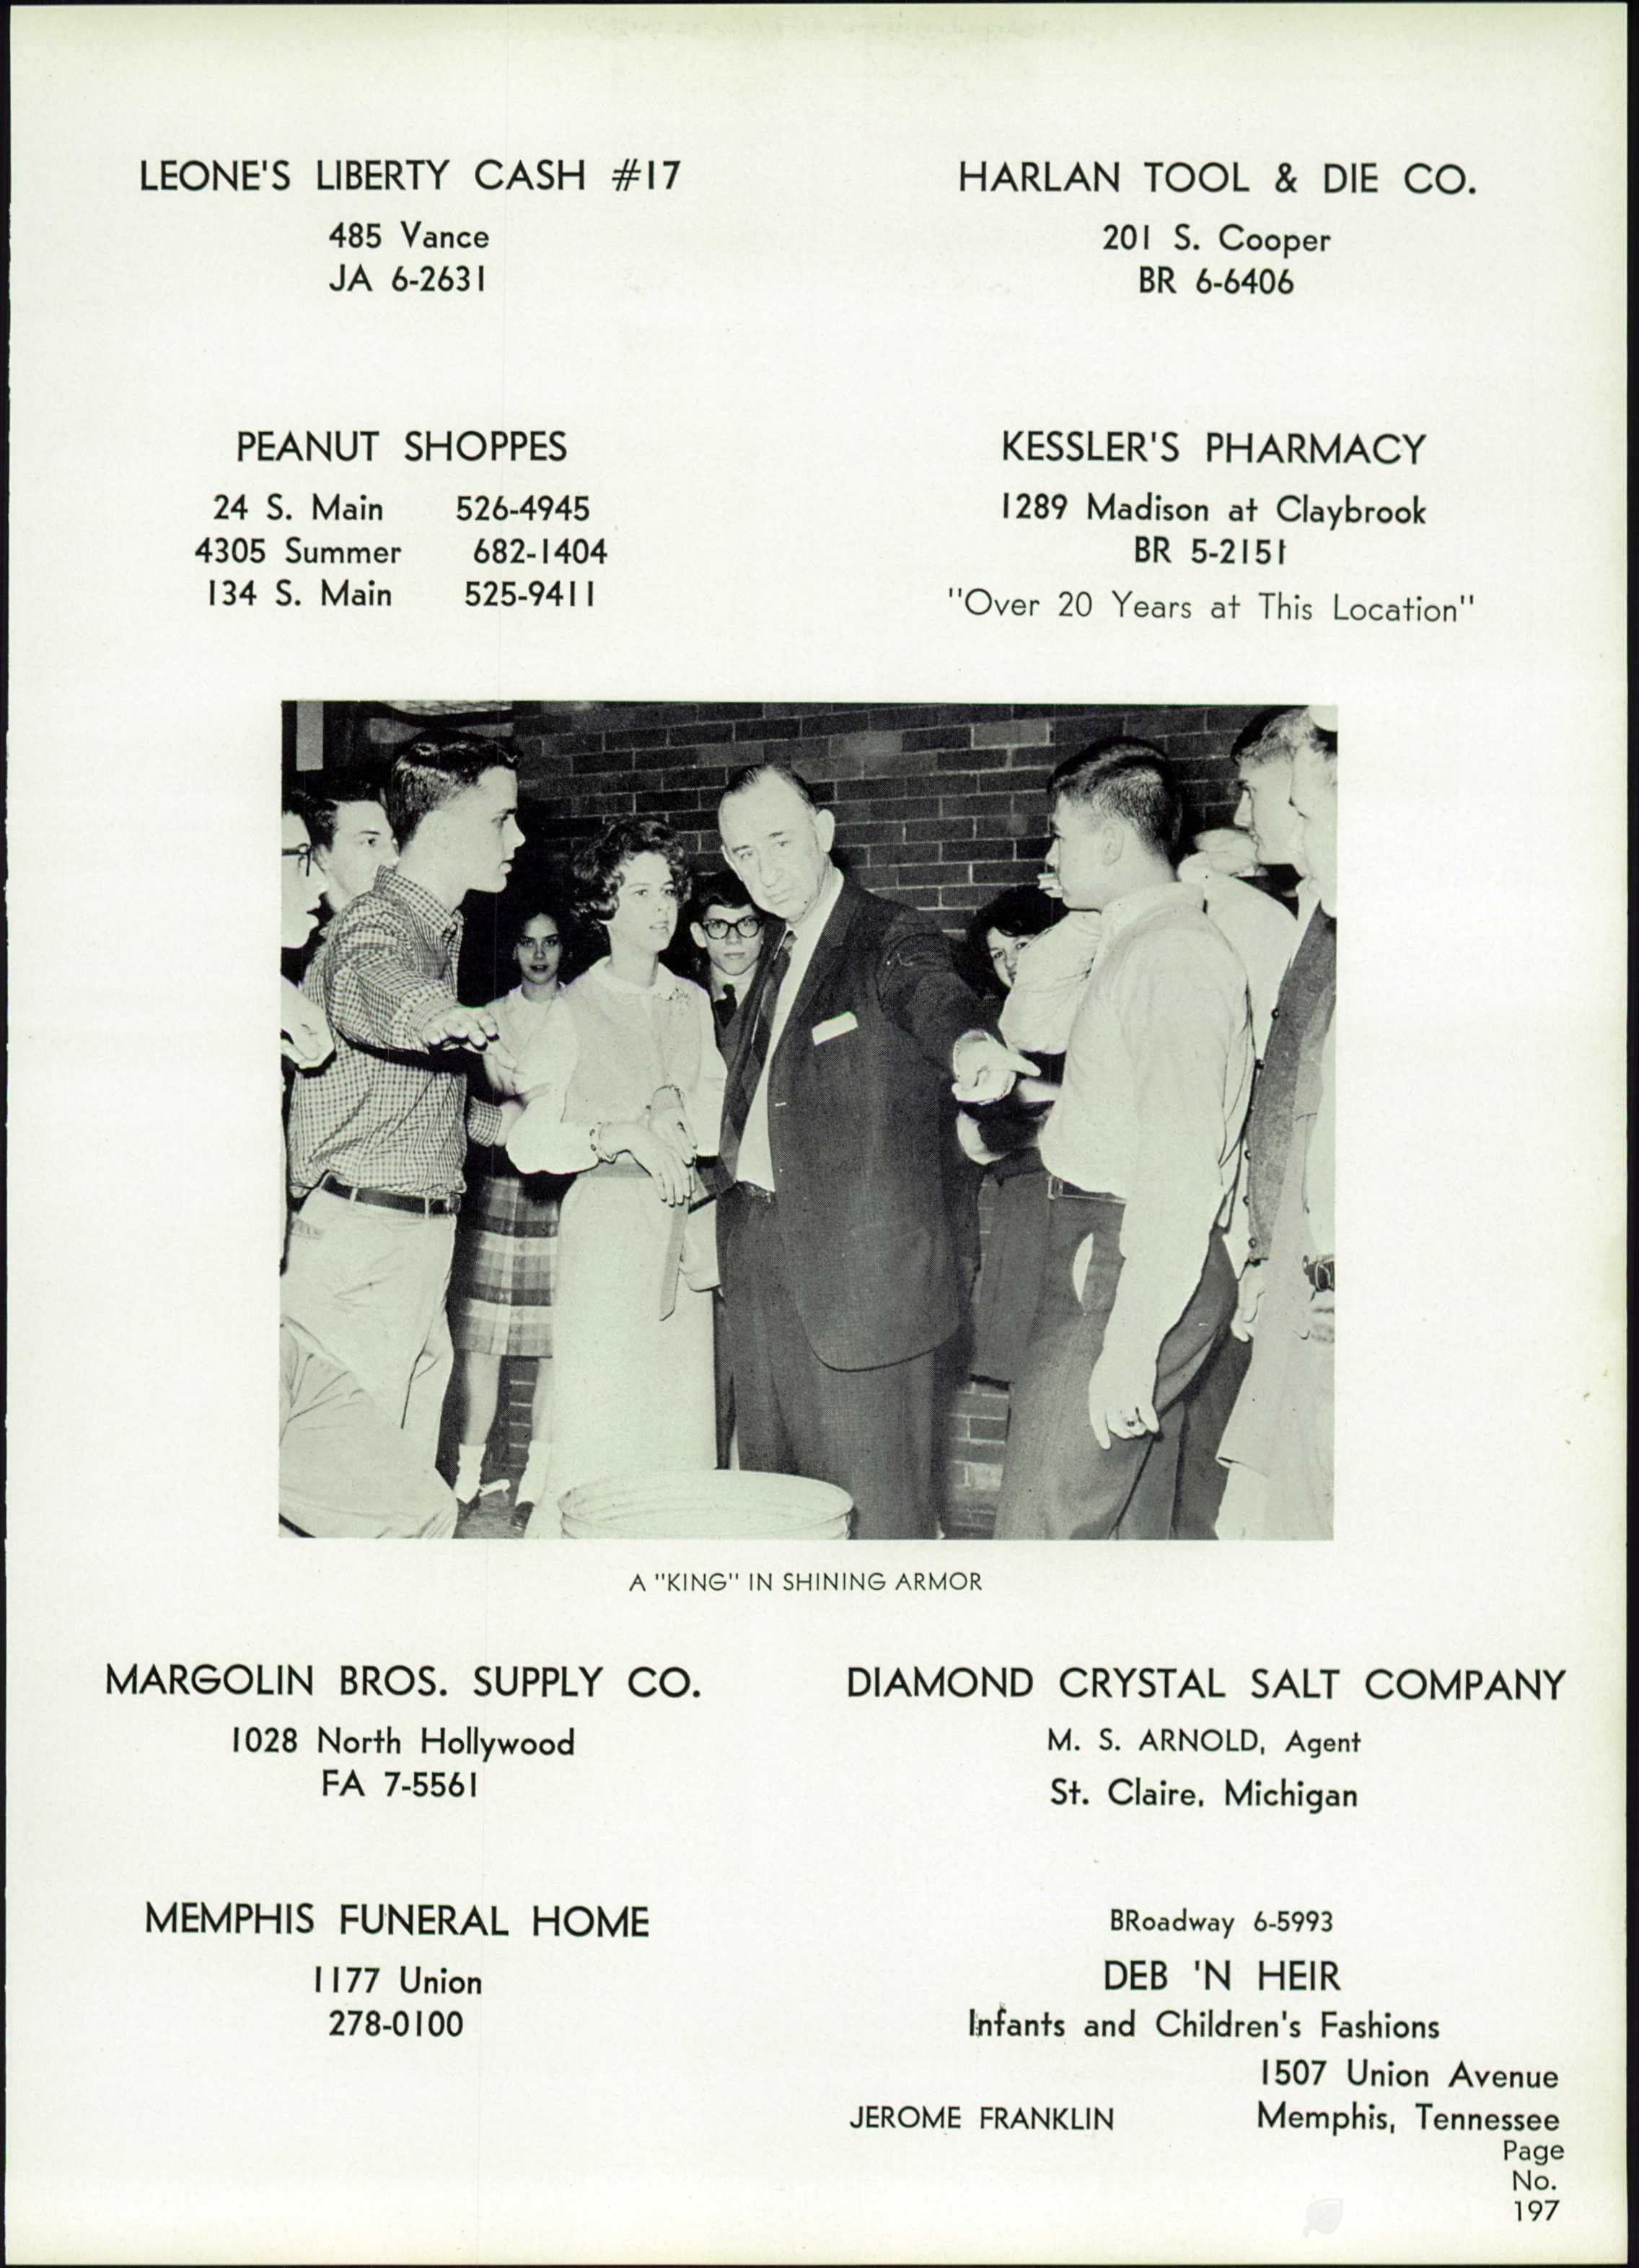 LEONE'S LIBERTY CASH #17
485 Vance
JA 6-2631
HARLAN TOOL & DIE CO.
201 S. Cooper
BR 6-6406
PEANUT SHOPPES
24 S. Main 526-4945
4305 Summer 682-1404
134 S. Main 525-9411
KESSLER'S PHARMACY
1289 Madison at Claybrook
BR 5-2151
"Over 20 Years at This Location"
A "KING" IN SHINING ARMOR
MARGOLIN BROS. SUPPLY CO.
1028 North Hollywood
FA 7-5561
DIAMOND CRYSTAL SALT COMPANY
M. S. ARNOLD, Agent
St. Claire, Michigan
MEMPHIS FUNERAL HOME
1177 Union
278-0100
BRoadway 6-5993
DEB 'N HEIR
Infants and Children's Fashions
1507 Union Avenue
JEROME FRANKLIN Memphis, Tennessee
Page
No.
197